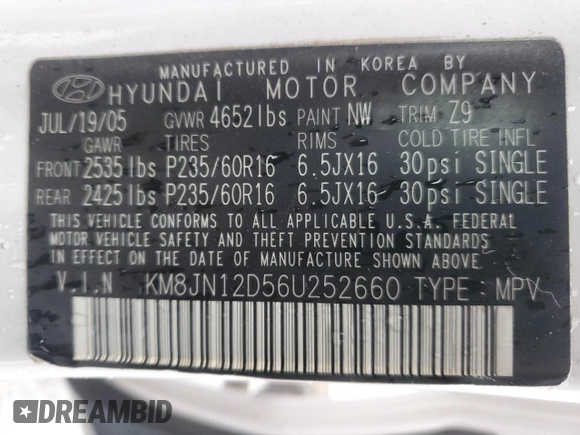 MANUFACTURED IN KOREA BY
HYUNDAI MOTOR COMPANY
JUL/19/05 GVWR 4652lbs PAINT NW TRIM Z9
GAWR TIRES RIMS COLD TIRE INFL
FRONT 2535lbs P235/60R16 6.5JX16 30psi SINGLE
REAR 2425lbs P235/60R16 6.5JX16 30psi SINGLE
THIS VEHICLE CONFORMS TO ALL APPLICABLE U.S.A. FEDERAL
MOTOR VEHICLE SAFETY AND THEFT PREVENTION STANDARDS
IN EFFECT ON THE DATE OF MANUFACTURE SHOWN ABOVE.
V.I.N KM8JN12D56U252660 TYPE: MPV
DREAMBID